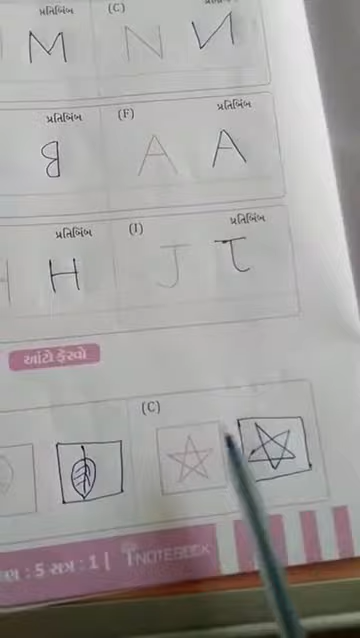 પ્રતિબિંબ (C) 
M N И
પ્રતિબિંબ (F) પ્રતિબિંબ
A A
પ્રતિબિંબ (I) પ્રતિબિંબ
H J
આંટો ફેરવો
(C)
: 5 સત્ર : 1 | NOTEBOOK